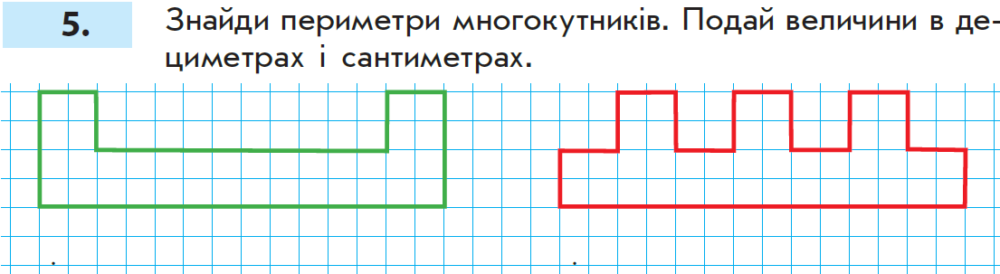 5. Знайди периметри многокутників. Подай величини в де-
циметрах і сантиметрах.